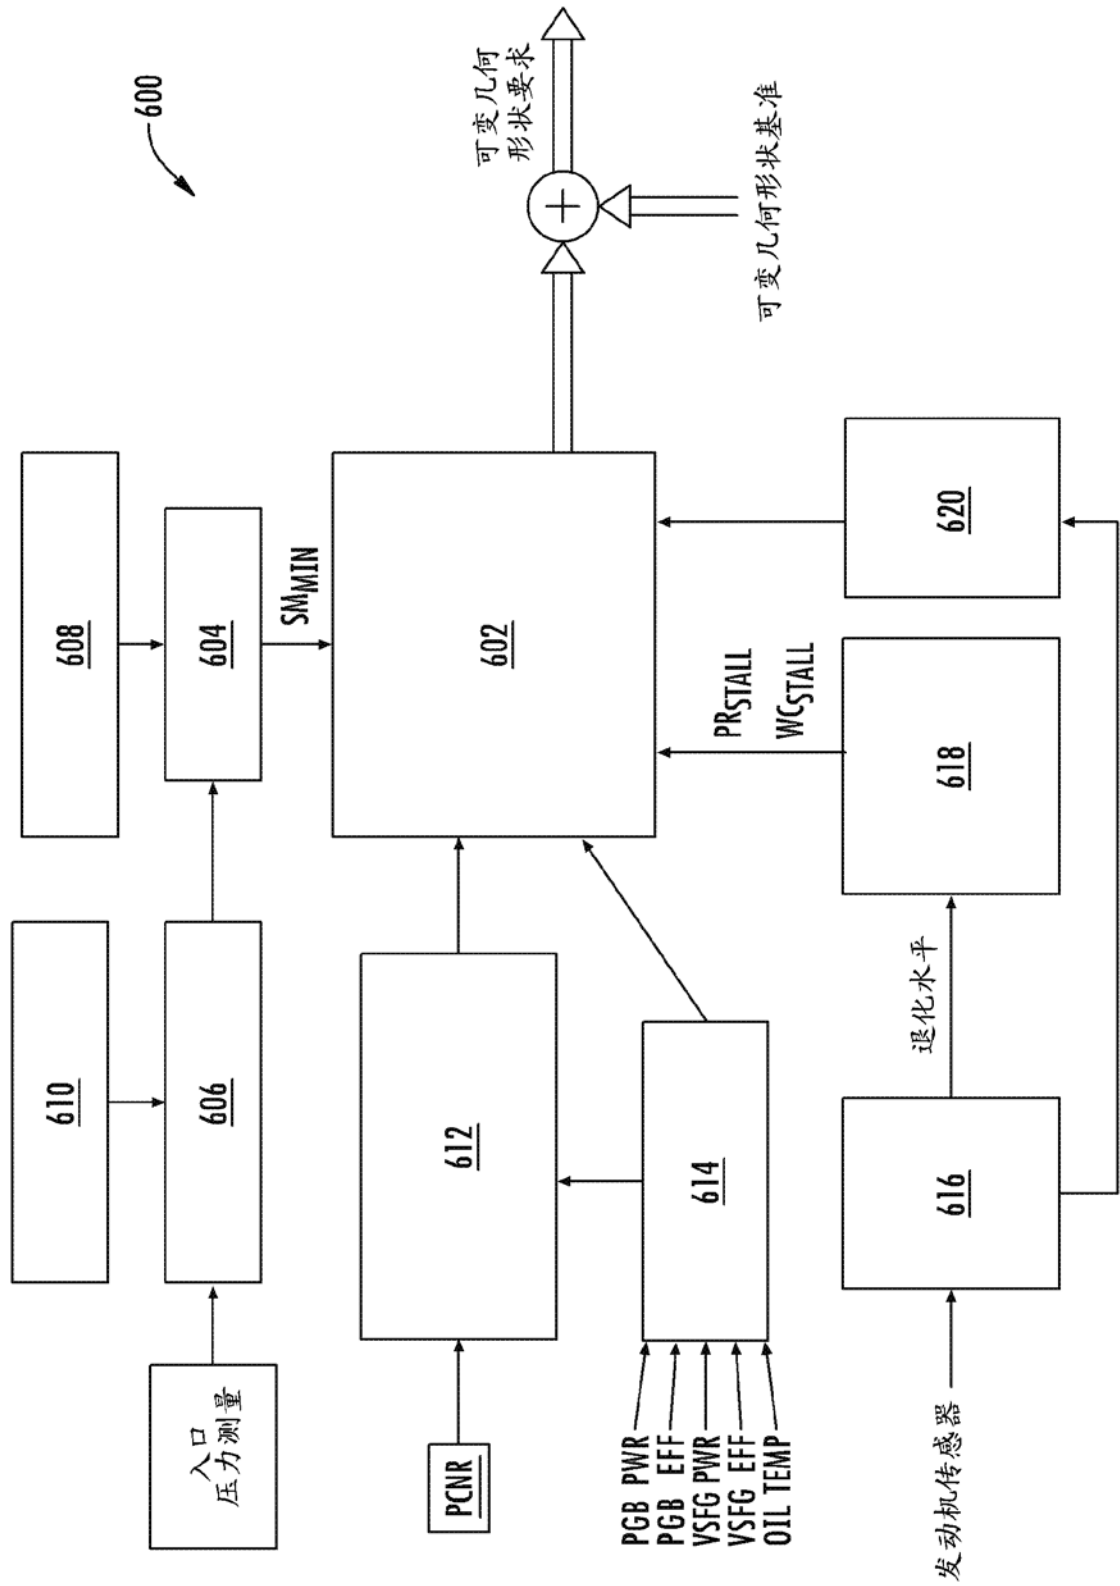 610
608
600
入口
压力测量
606
604
SMMIN
PCNR
612
602
可变几何
形状要求
PGB PWR
PGB EFF
VSFG PWR
VSFG EFF
OIL TEMP
614
PRSTALL
WCSTALL
可变几何形状基准
发动机传感器
616
退化水平
618
620